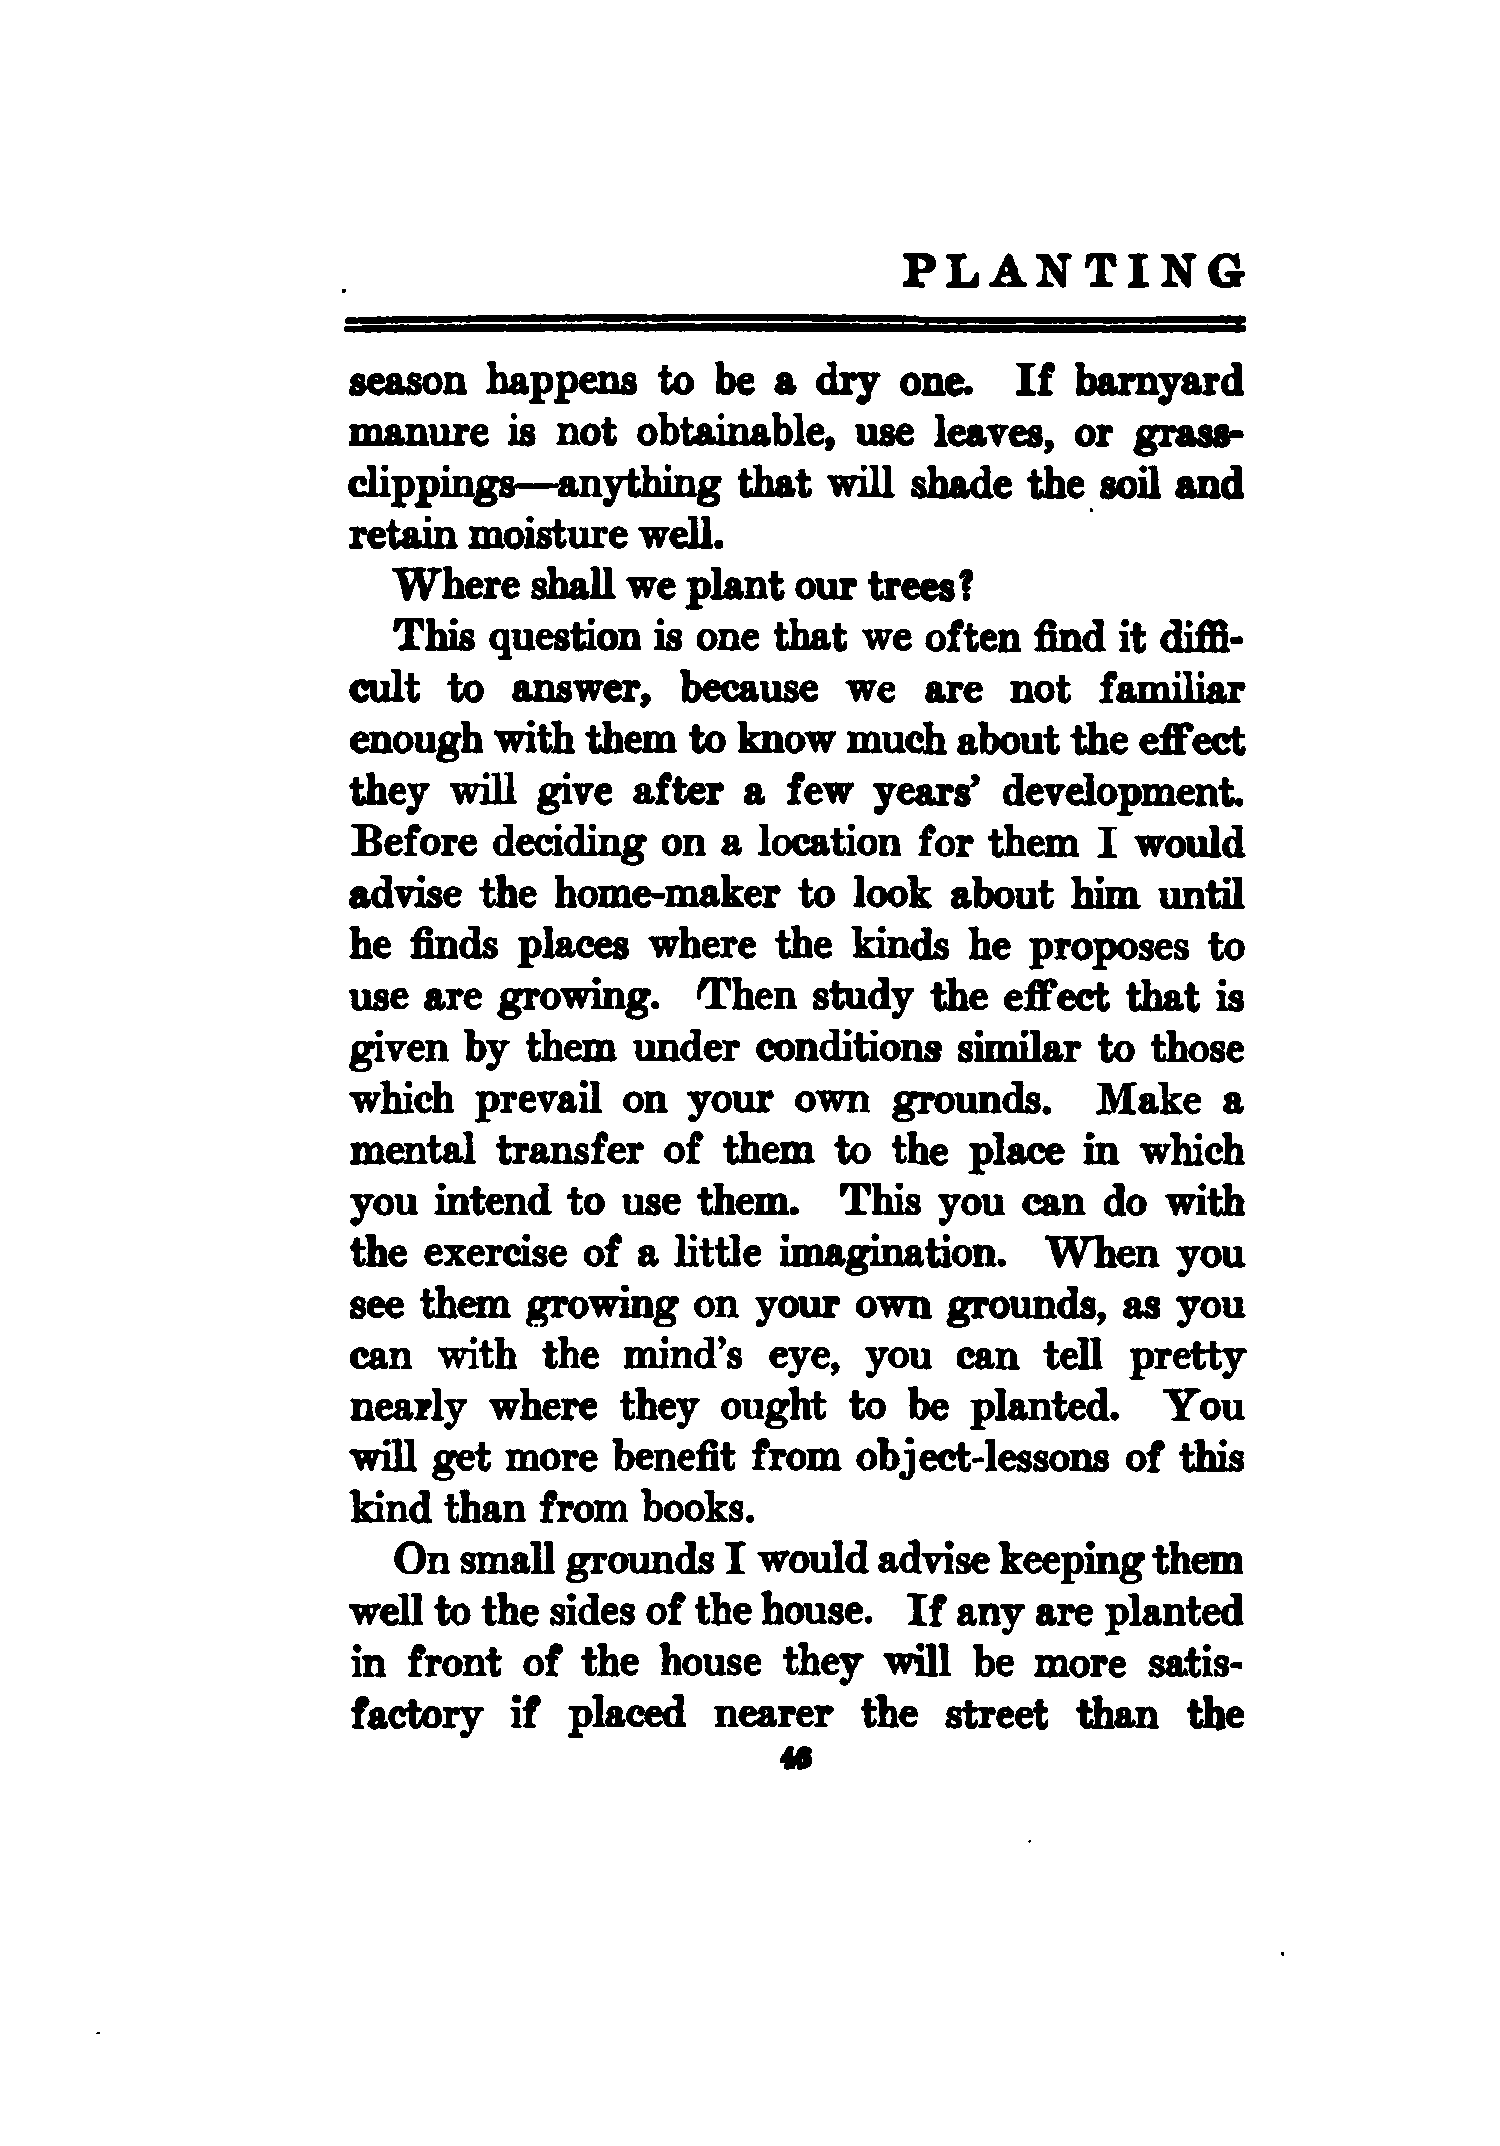 PLANTING
season happens to be a dry one. If barnyard
manure is not obtainable, use leaves, or grass-
clippings—anything that will shade the soil and
retain moisture well.
Where shall we plant our trees?
This question is one that we often find it diffi-
cult to answer, because we are not familiar
enough with them to know much about the effect
they will give after a few years’ development.
Before deciding on a location for them I would
advise the home-maker to look about him until
he finds places where the kinds he proposes to
use are growing. Then study the effect that is
given by them under conditions similar to those
which prevail on your own grounds. Make a
mental transfer of them to the place in which
you intend to use them. This you can do with
the exercise of a little imagination. When you
see them growing on your own grounds, as you
can with the mind’s eye, you can tell pretty
nearly where they ought to be planted. You
will get more benefit from object-lessons of this
kind than from books.
On small grounds I would advise keeping them
well to the sides of the house. If any are planted
in front of the house they will be more satis-
factory if placed nearer the street than the
46